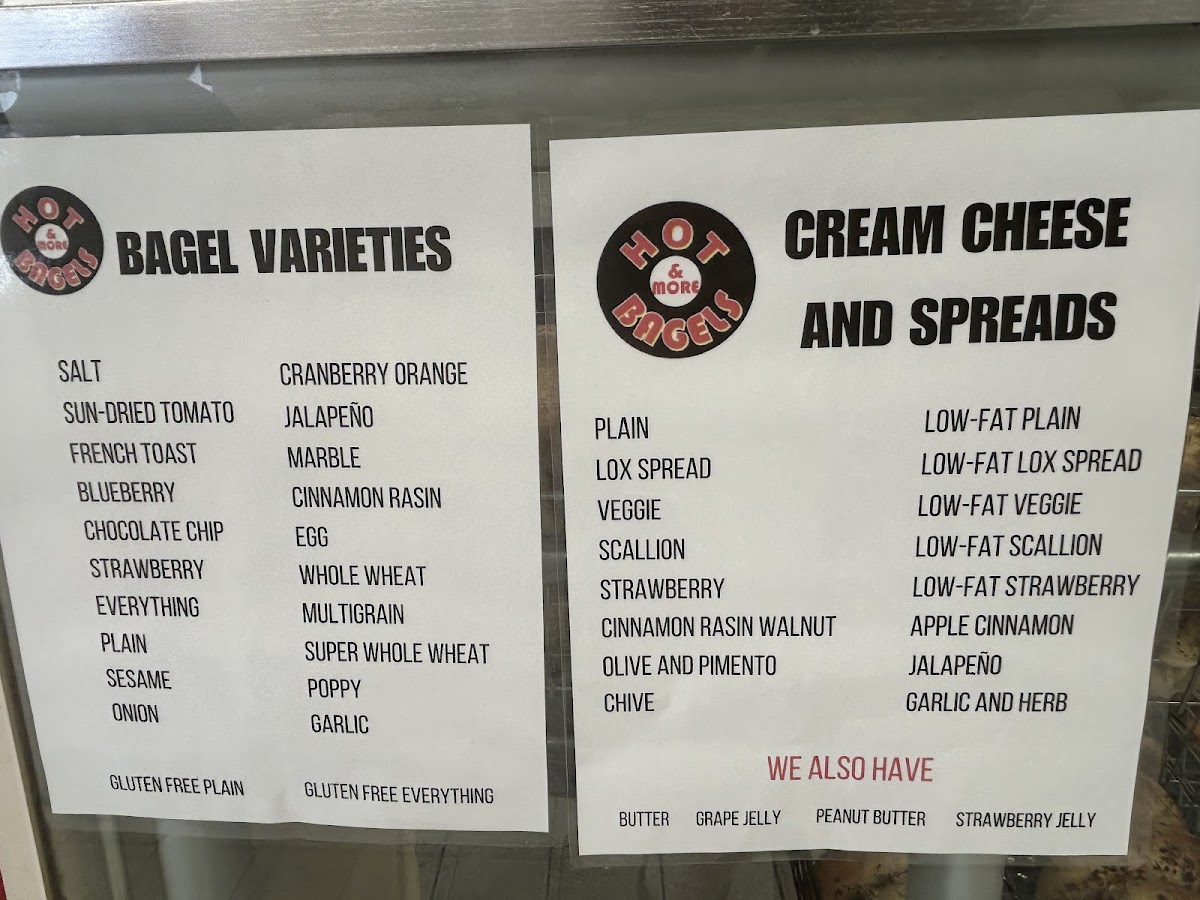 HOT
&
MORE
BAGELS
BAGEL VARIETIES
SALT
SUN-DRIED TOMATO
FRENCH TOAST
BLUEBERRY
CHOCOLATE CHIP
STRAWBERRY
EVERYTHING
PLAIN
SESAME
ONION
CRANBERRY ORANGE
JALAPEÑO
MARBLE
CINNAMON RASIN
EGG
WHOLE WHEAT
MULTIGRAIN
SUPER WHOLE WHEAT
POPPY
GARLIC
GLUTEN FREE PLAIN
GLUTEN FREE EVERYTHING
HOT
&
MORE
BAGELS
CREAM CHEESE
AND SPREADS
PLAIN
LOX SPREAD
VEGGIE
SCALLION
STRAWBERRY
CINNAMON RASIN WALNUT
OLIVE AND PIMENTO
CHIVE
LOW-FAT PLAIN
LOW-FAT LOX SPREAD
LOW-FAT VEGGIE
LOW-FAT SCALLION
LOW-FAT STRAWBERRY
APPLE CINNAMON
JALAPEÑO
GARLIC AND HERB
WE ALSO HAVE
BUTTER GRAPE JELLY PEANUT BUTTER STRAWBERRY JELLY